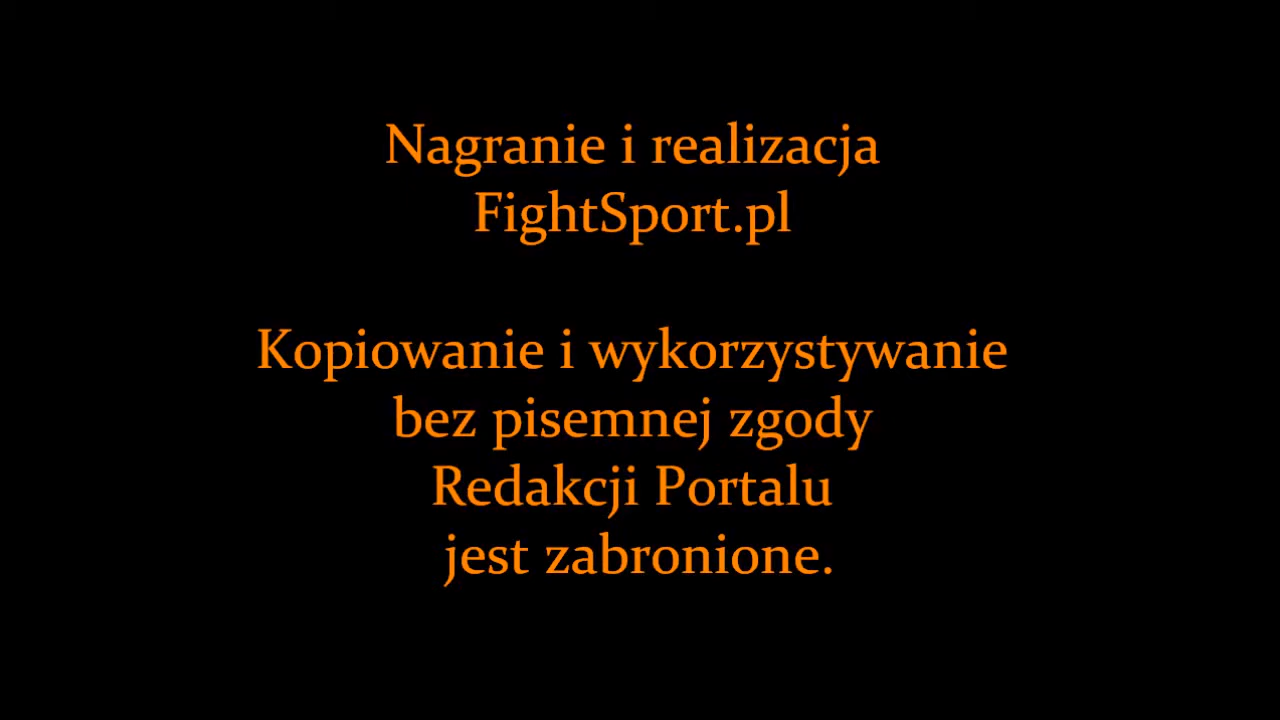 Nagranie i realizacja
FightSport.pl
Kopiowanie i wykorzystywanie
bez pisemnej zgody
Redakcji Portalu
jest zabronione.